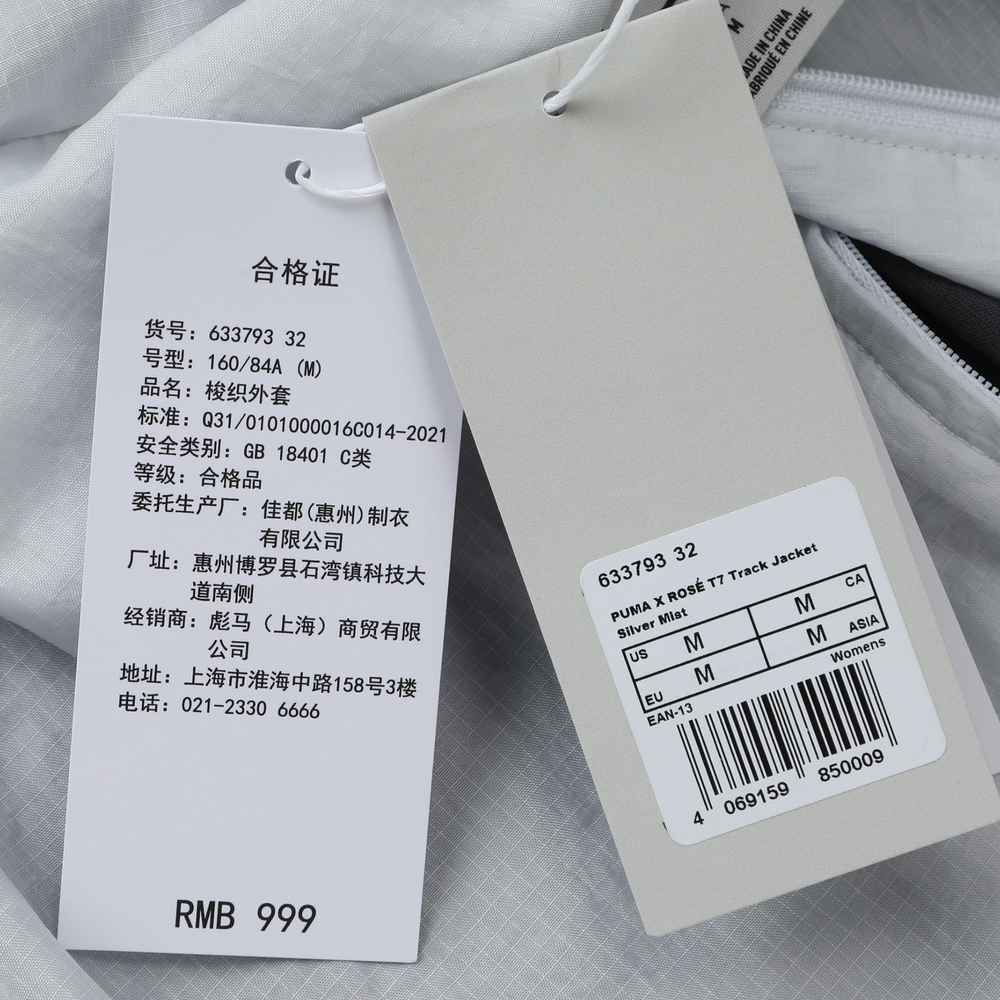 合格证
货号：633793 32
号型：160/84A (M)
品名：梭织外套
标准：Q31/0101000016C014-2021
安全类别：GB 18401 C类
等级：合格品
委托生产厂：佳都(惠州)制衣
有限公司
厂址：惠州博罗县石湾镇科技大
道南侧
经销商：彪马（上海）商贸有限
公司
地址：上海市淮海中路158号3楼
电话：021-2330 6666
RMB 999
633793 32
PUMA X ROSÉ T7 Track Jacket
Silver Mist
US M M CA
EU M M ASIA
Womens
EAN-13
4 069159 850009
M
MADE IN CHINA
FABRIQUÉ EN CHINE